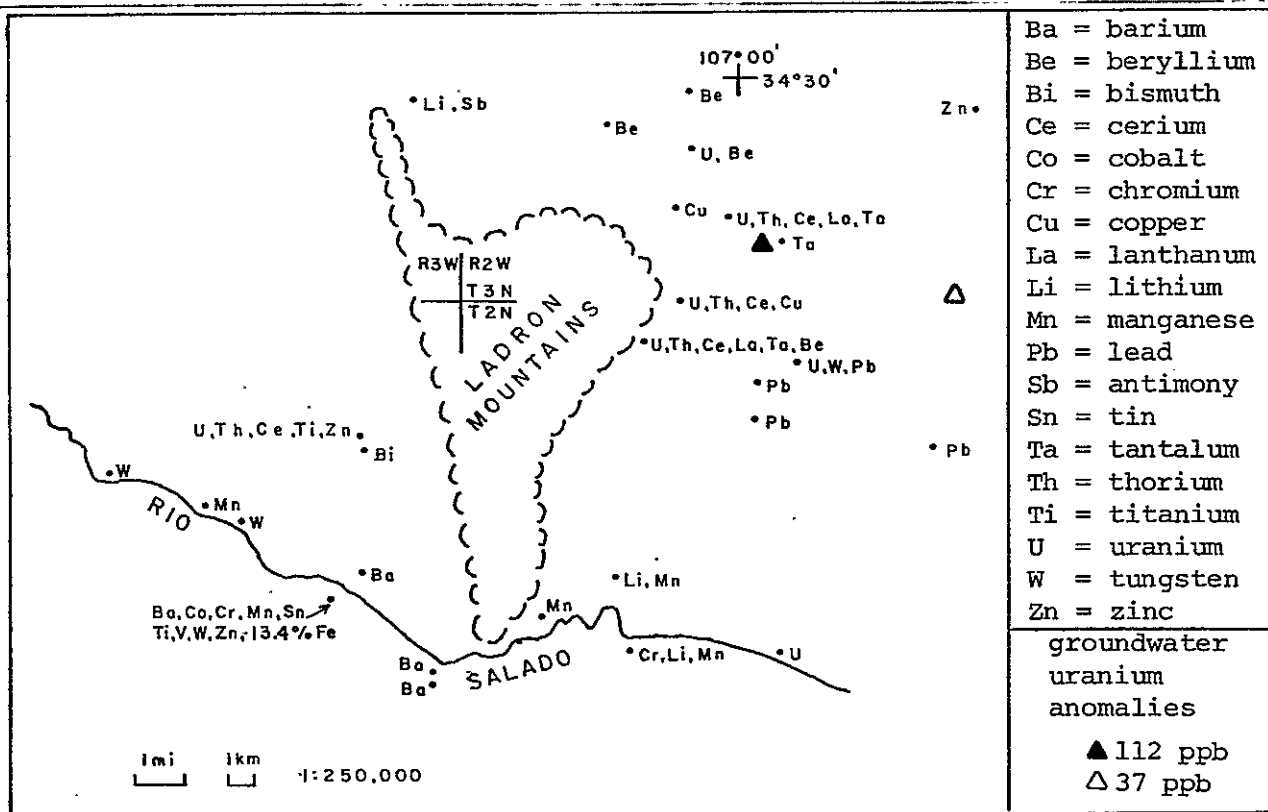 107°00'
34°30'
Li,Sb
Be
Be
Zn
U,Be
Cu
U,Th,Ce,La,Ta
Ta
R3W R2W
T3N
T2N
LADRON
MOUNTAINS
U,Th,Ce,Cu
U,Th,Ce,La,Ta,Be
U,W,Pb
Pb
Pb
Pb
U,Th,Ce,Ti,Zn
Bi
W
RIO
Mn
W
Ba
Li,Mn
Mn
Ba,Co,Cr,Mn,Sn
Ti,V,W,Zn,-13.4%Fe
Ba
Ba
SALADO
Cr,Li,Mn
U
1mi 1km 1:250,000
Ba = barium
Be = beryllium
Bi = bismuth
Ce = cerium
Co = cobalt
Cr = chromium
Cu = copper
La = lanthanum
Li = lithium
Mn = manganese
Pb = lead
Sb = antimony
Sn = tin
Ta = tantalum
Th = thorium
Ti = titanium
U = uranium
W = tungsten
Zn = zinc
groundwater
uranium
anomalies
▲ 112 ppb
△ 37 ppb